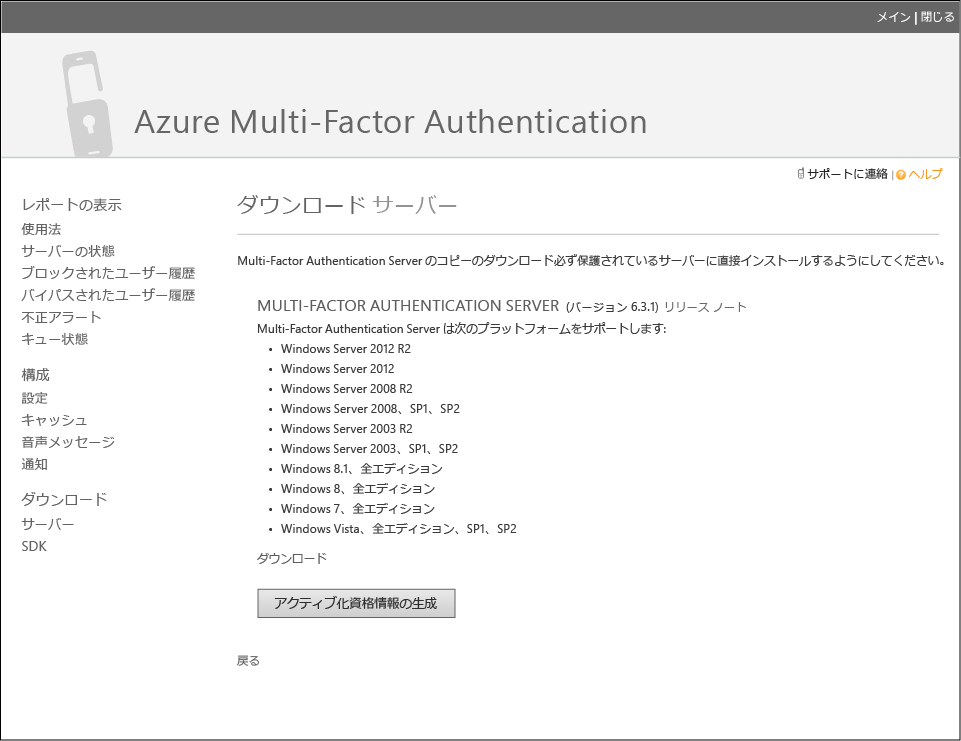 メイン | 閉じる
Azure Multi-Factor Authentication
サポートに連絡 | ? ヘルプ
レポートの表示
使用法
サーバーの状態
ブロックされたユーザー履歴
バイパスされたユーザー履歴
不正アラート
キュー状態
構成
設定
キャッシュ
音声メッセージ
通知
ダウンロード
サーバー
SDK
ダウンロード サーバー
Multi-Factor Authentication Server のコピーのダウンロード必ず保護されているサーバーに直接インストールするようにしてください。
MULTI-FACTOR AUTHENTICATION SERVER (バージョン 6.3.1) リリース ノート
Multi-Factor Authentication Server は次のプラットフォームをサポートします:
• Windows Server 2012 R2
• Windows Server 2012
• Windows Server 2008 R2
• Windows Server 2008、SP1、SP2
• Windows Server 2003 R2
• Windows Server 2003、SP1、SP2
• Windows 8.1、全エディション
• Windows 8、全エディション
• Windows 7、全エディション
• Windows Vista、全エディション、SP1、SP2
ダウンロード
アクティブ化資格情報の生成
戻る